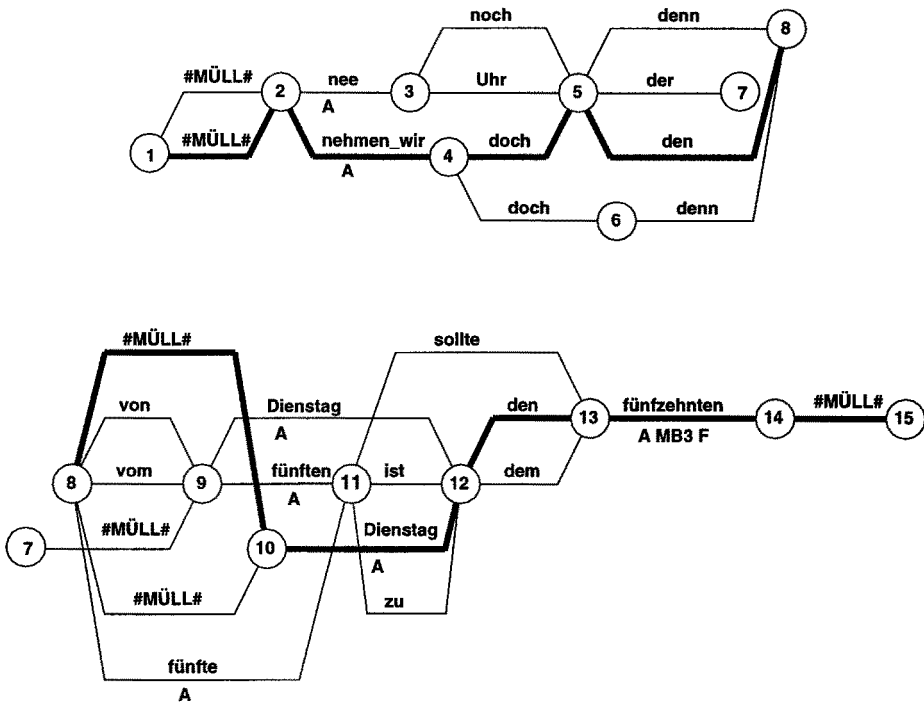 noch denn
8
#MÜLL# 2 nee 3 Uhr 5 der 7
A
1 #MÜLL# nehmen_wir 4 doch den
A
doch 6 denn
#MÜLL# sollte
von Dienstag den 13 fünfzehnten 14 #MÜLL# 15
A A MB3 F
8 vom 9 fünften 11 ist 12 dem
A
7 #MÜLL# 10 Dienstag
A
#MÜLL# zu
fünfte
A